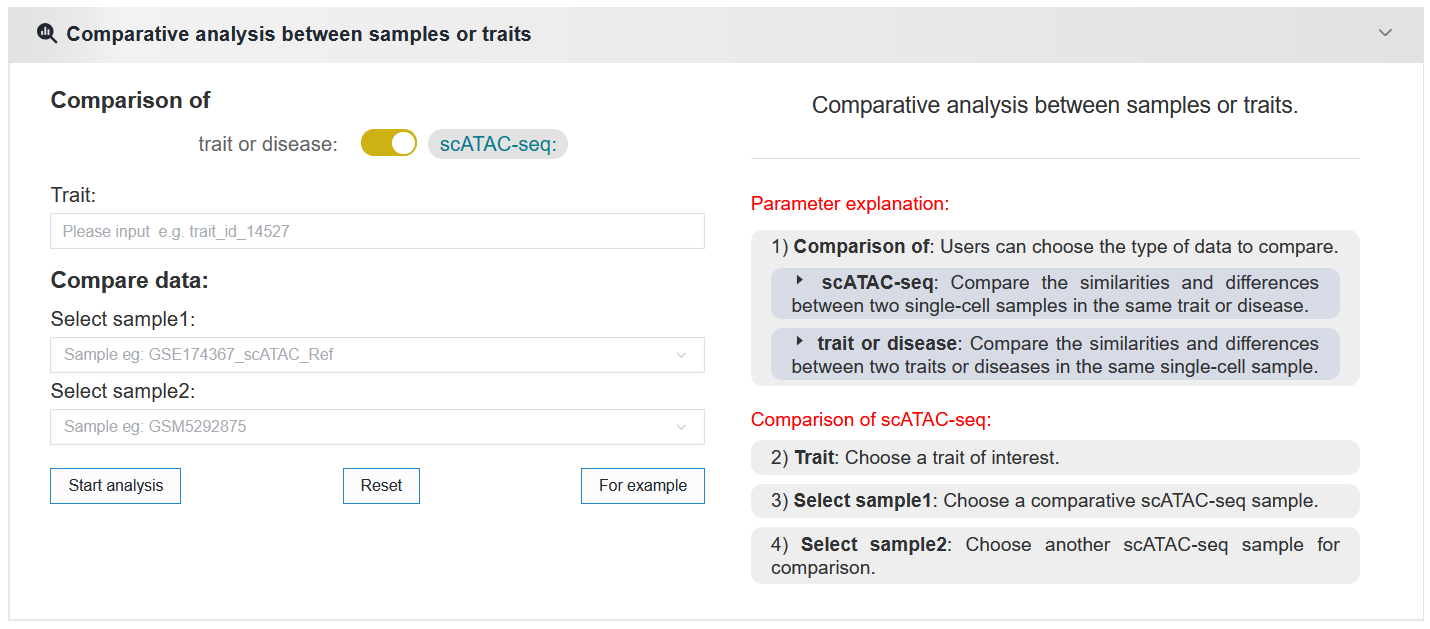 Comparative analysis between samples or traits
Comparison of
trait or disease:
scATAC-seq:
Trait:
Please input e.g. trait_id_14527
Compare data:
Select sample1:
Sample eg: GSE174367_scATAC_Ref
Select sample2:
Sample eg: GSM5292875
Start analysis
Reset
For example
Comparative analysis between samples or traits.
Parameter explanation:
1) Comparison of: Users can choose the type of data to compare.
scATAC-seq: Compare the similarities and differences
between two single-cell samples in the same trait or disease.
trait or disease: Compare the similarities and differences
between two traits or diseases in the same single-cell sample.
Comparison of scATAC-seq:
2) Trait: Choose a trait of interest.
3) Select sample1: Choose a comparative scATAC-seq sample.
4) Select sample2: Choose another scATAC-seq sample for
comparison.